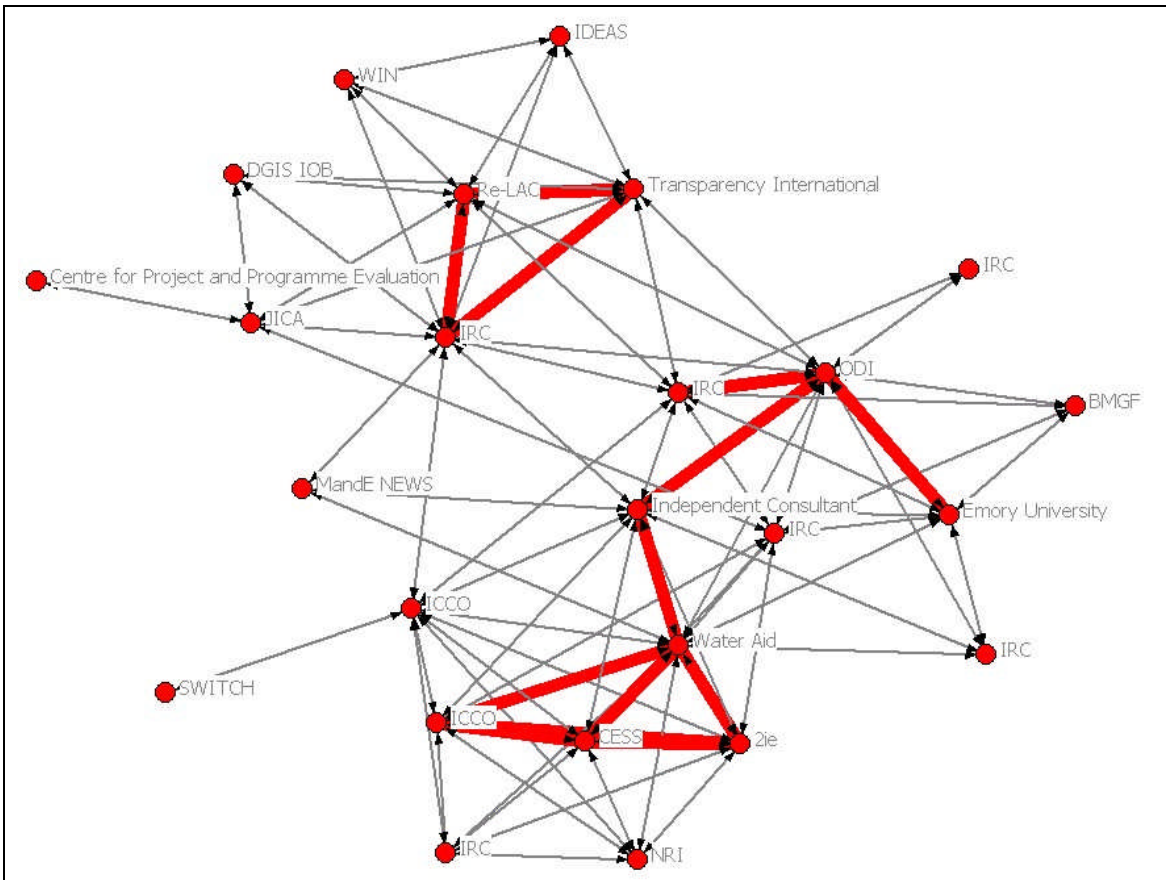 IDEAS
WIN
DGIS IOB
Re-LAC
Transparency International
IRC
Centre for Project and Programme Evaluation
JICA
IRC
ODI
IRC
BMGF
MandE NEWS
Independent Consultant
Emory University
IRC
ICCO
Water Aid
IRC
SWITCH
ICCO
CESS
2ie
IRC
NRI